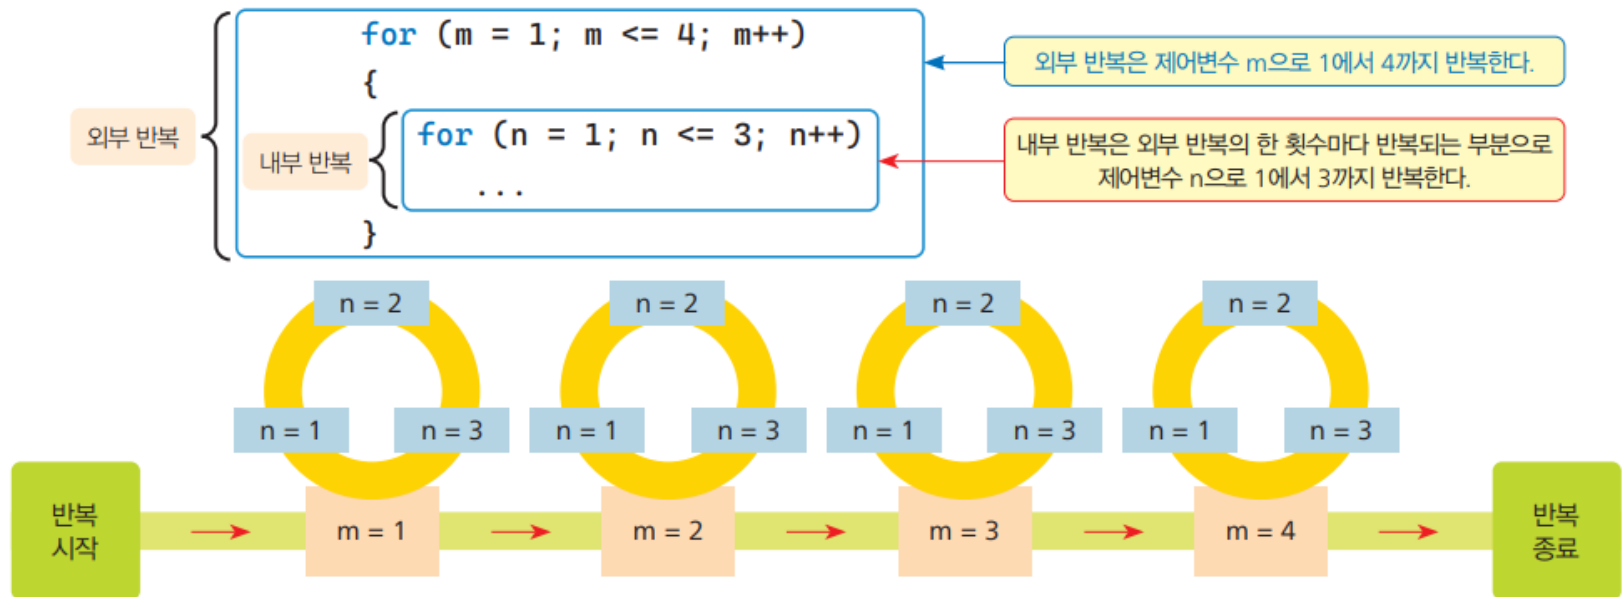 for (m = 1; m <= 4; m++)
외부 반복은 제어변수 m으로 1에서 4까지 반복한다.
{
외부 반복
내부 반복
for (n = 1; n <= 3; n++)
내부 반복은 외부 반복의 한 횟수마다 반복되는 부분으로
제어변수 n으로 1에서 3까지 반복한다.
...
}
n = 2
n = 2
n = 2
n = 2
n = 1
n = 3
n = 1
n = 3
n = 1
n = 3
n = 1
n = 3
반복
시작
m = 1
m = 2
m = 3
m = 4
반복
종료